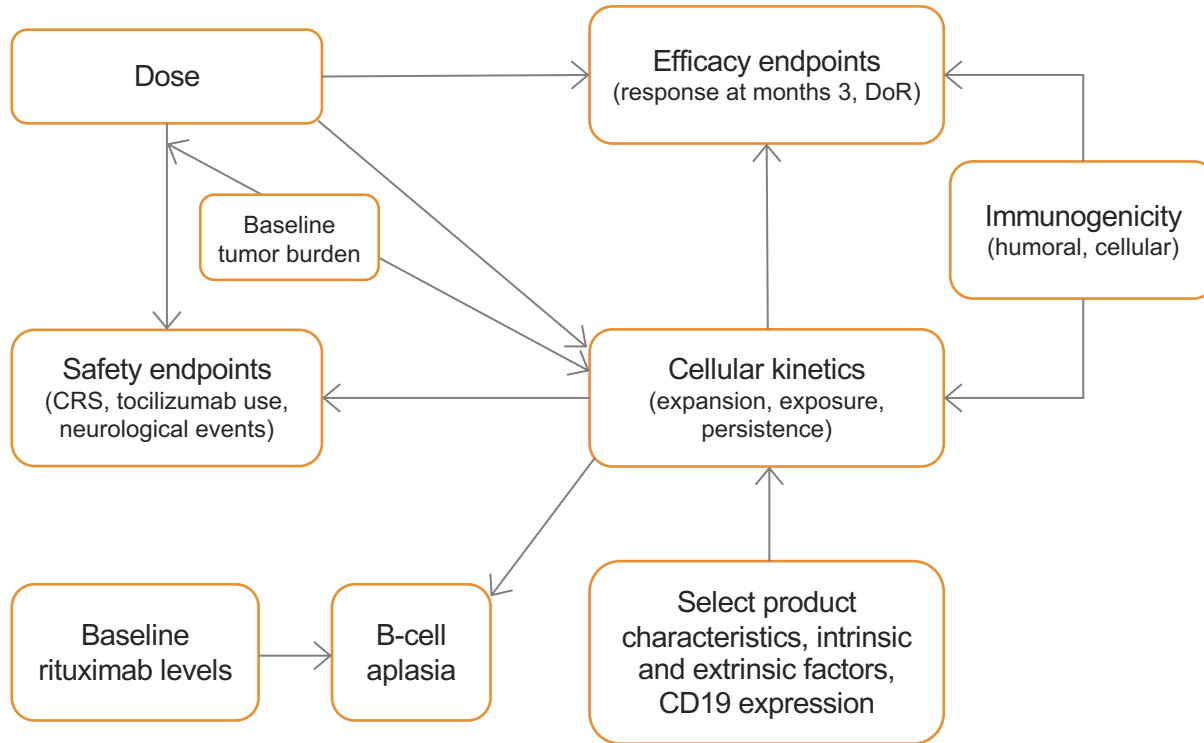 Dose
Efficacy endpoints
(response at months 3, DoR)
Baseline
tumor burden
Immunogenicity
(humoral, cellular)
Safety endpoints
(CRS, tocilizumab use,
neurological events)
Cellular kinetics
(expansion, exposure,
persistence)
Baseline
rituximab levels
B-cell
aplasia
Select product
characteristics, intrinsic
and extrinsic factors,
CD19 expression